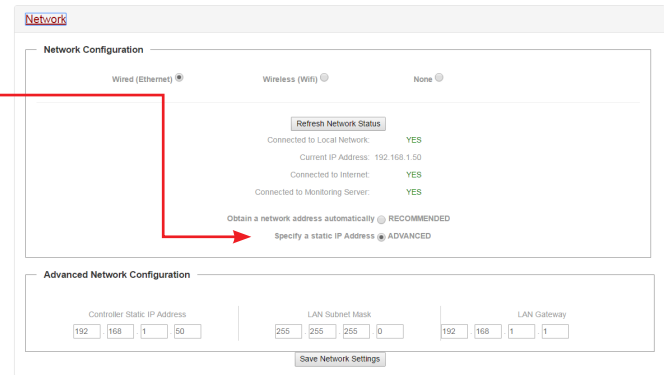 Network
Network Configuration
Wired (Ethernet) Wireless (Wifi) None
Refresh Network Status
Connected to Local Network: YES
Current IP Address: 192.168.1.50
Connected to Internet: YES
Connected to Monitoring Server: YES
Obtain a network address automatically RECOMMENDED
Specify a static IP Address ADVANCED
Advanced Network Configuration
Controller Static IP Address LAN Subnet Mask LAN Gateway
192 . 168 . 1 . 50 255 . 255 . 255 . 0 192 . 168 . 1 . 1
Save Network Settings